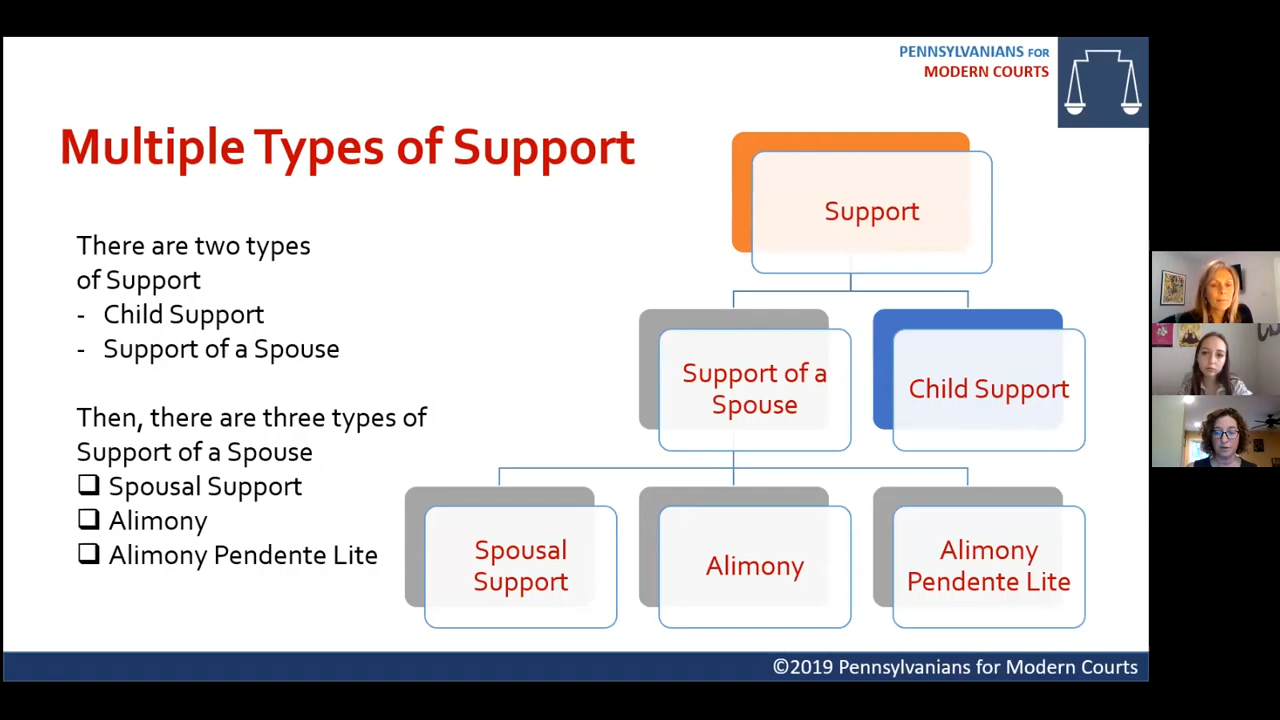 PENNSYLVANIANS FOR
MODERN COURTS
Multiple Types of Support
There are two types
of Support
- Child Support
- Support of a Spouse
Then, there are three types of
Support of a Spouse
❑ Spousal Support
❑ Alimony
❑ Alimony Pendente Lite
Support
Support of a
Spouse
Child Support
Spousal
Support
Alimony
Alimony
Pendente Lite
©2019 Pennsylvanians for Modern Courts